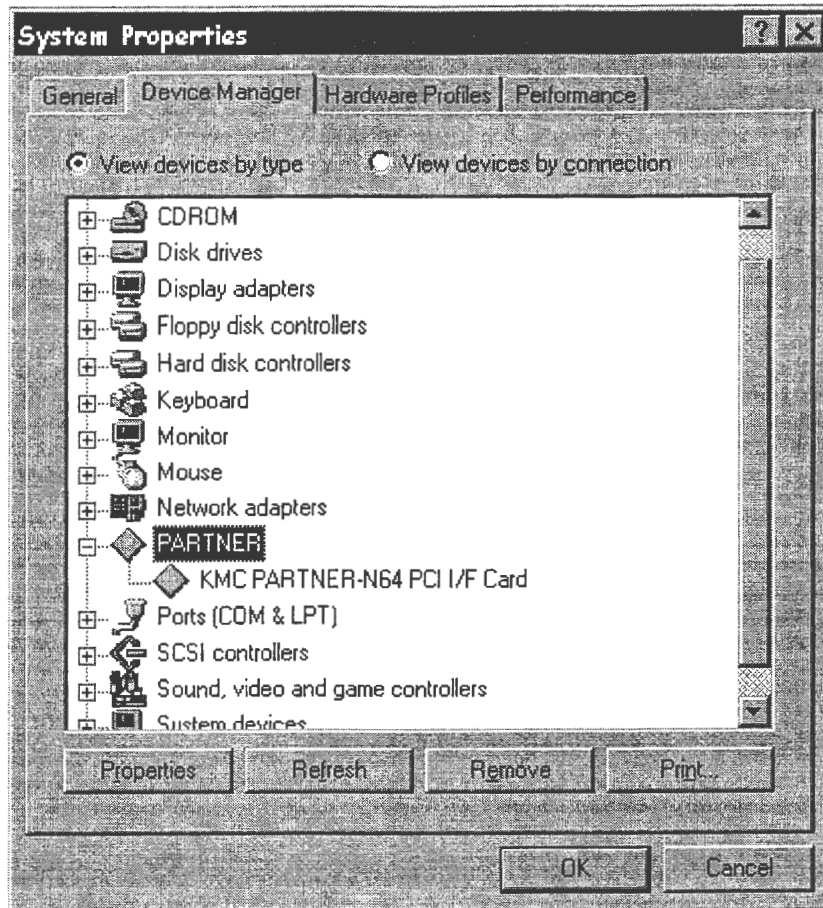 System Properties
General Device Manager Hardware Profiles Performance
View devices by type View devices by connection
CDROM
Disk drives
Display adapters
Floppy disk controllers
Hard disk controllers
Keyboard
Monitor
Mouse
Network adapters
PARTNER
KMC PARTNER-N64 PCI I/F Card
Ports (COM & LPT)
SCSI controllers
Sound, video and game controllers
System devices
Properties Refresh Remove Print...
OK Cancel